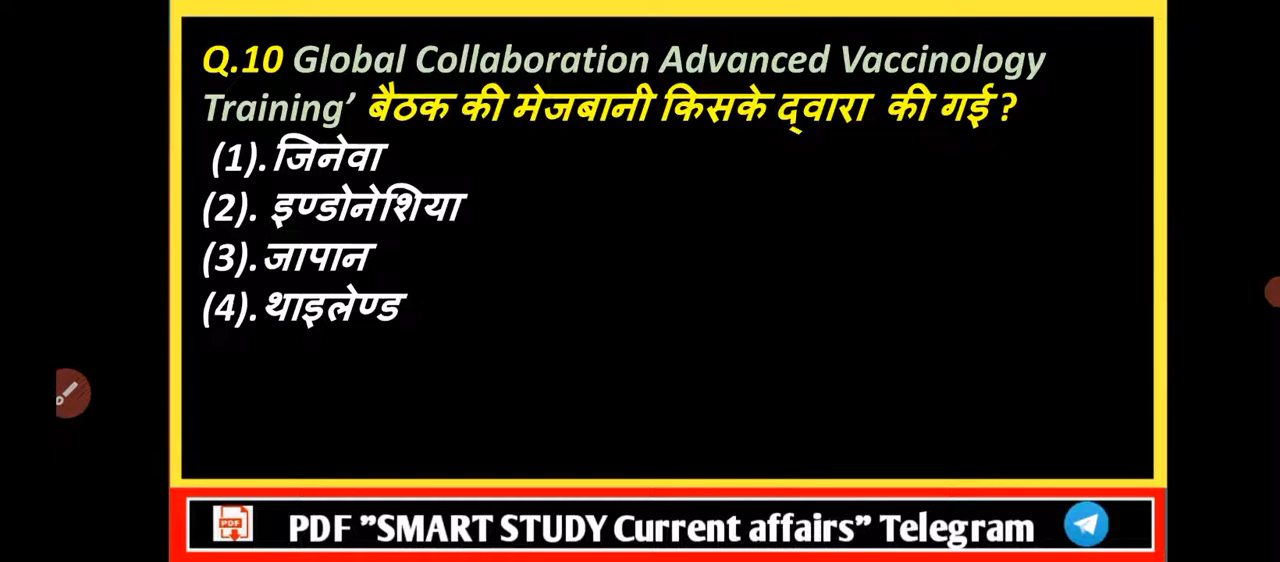 Q.10 Global Collaboration Advanced Vaccinology
Training’ बैठक की मेजबानी किसके द्वारा की गई ?
(1). जिनेवा
(2). इण्डोनेशिया
(3). जापान
(4). थाइलेण्ड
PDF
PDF ”SMART STUDY Current affairs” Telegram